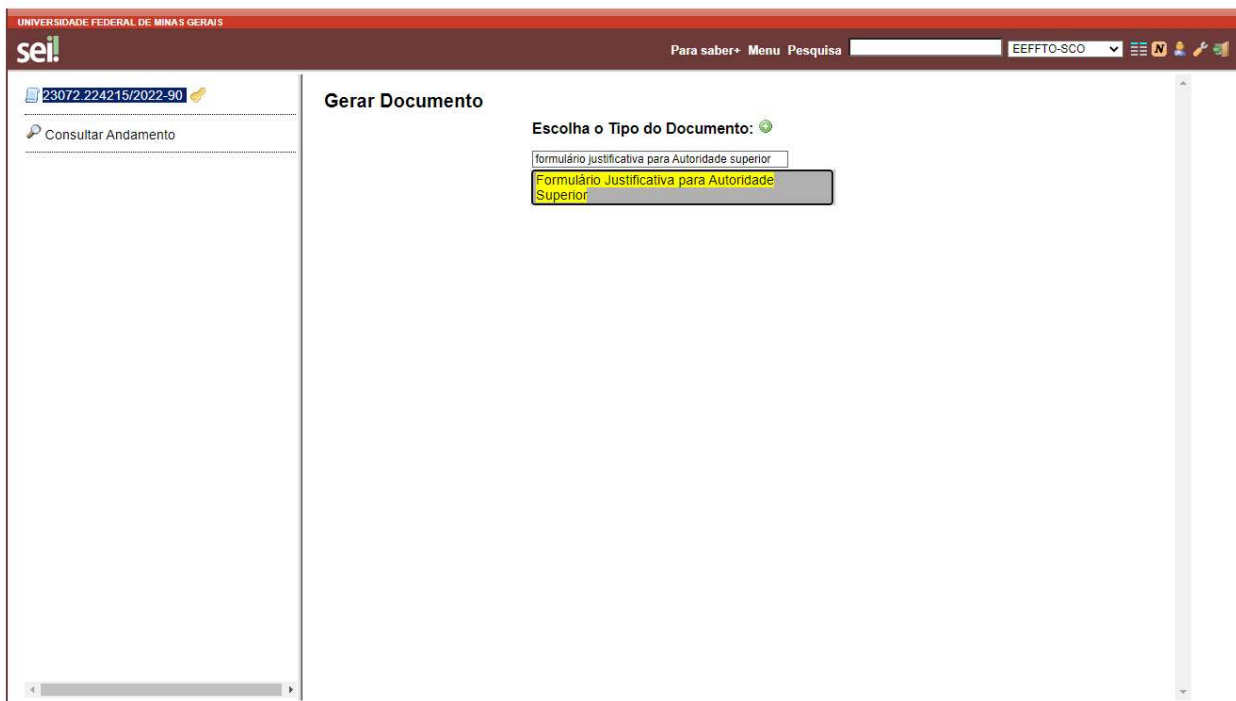 UNIVERSIDADE FEDERAL DE MINAS GERAIS
sei!
Para saber+ Menu Pesquisa
EEFFTO-SCO
N
23072.224215/2022-90
Consultar Andamento
Gerar Documento
Escolha o Tipo do Documento:
formulário justificativa para Autoridade superior
Formulário Justificativa para Autoridade
Superior